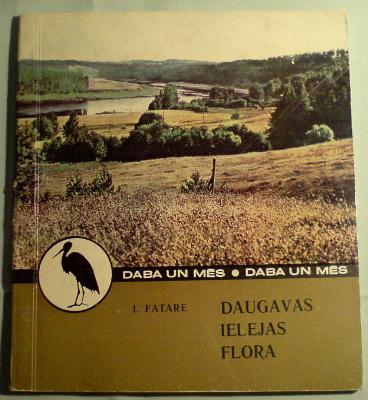 DABA UN MĒS ● DABA UN MĒS
I. FATARE
DAUGAVAS
IELEJAS
FLORA